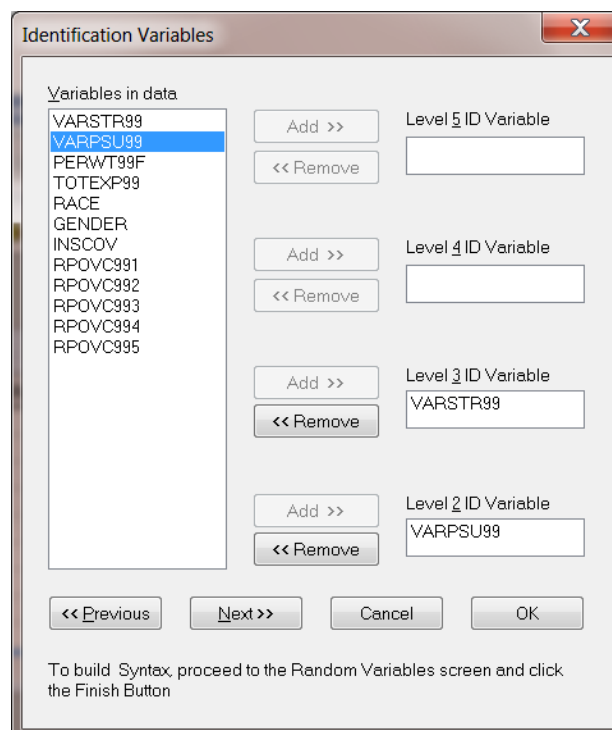 Identification Variables
X
Variables in data
VARSTR99
VARPSU99
PERWT99F
TOTEXP99
RACE
GENDER
INSCOV
RPOVC991
RPOVC992
RPOVC993
RPOVC994
RPOVC995
Add >>
<< Remove
Level 5 ID Variable
Add >>
<< Remove
Level 4 ID Variable
Add >>
<< Remove
Level 3 ID Variable
VARSTR99
Add >>
<< Remove
Level 2 ID Variable
VARPSU99
<< Previous
Next >>
Cancel
OK
To build Syntax, proceed to the Random Variables screen and click
the Finish Button